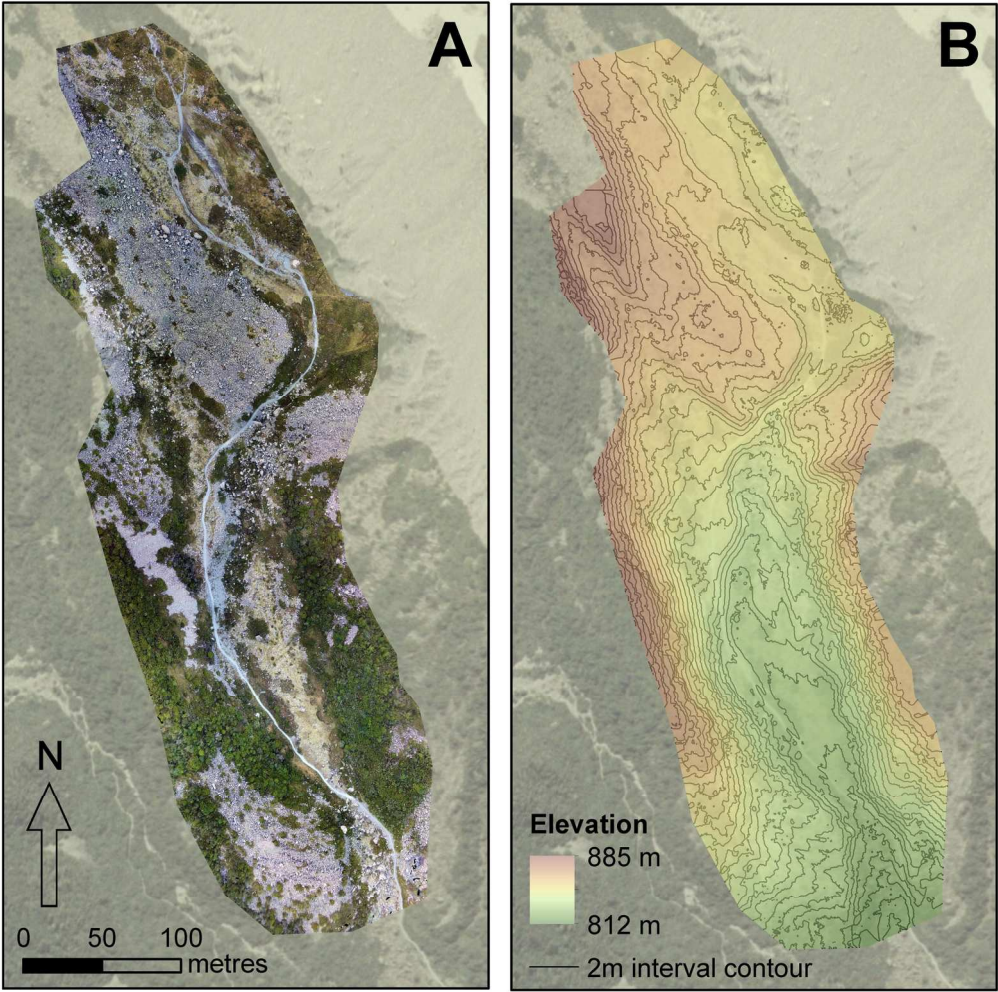 A
N
0 50 100
metres
B
Elevation
885 m
812 m
2m interval contour